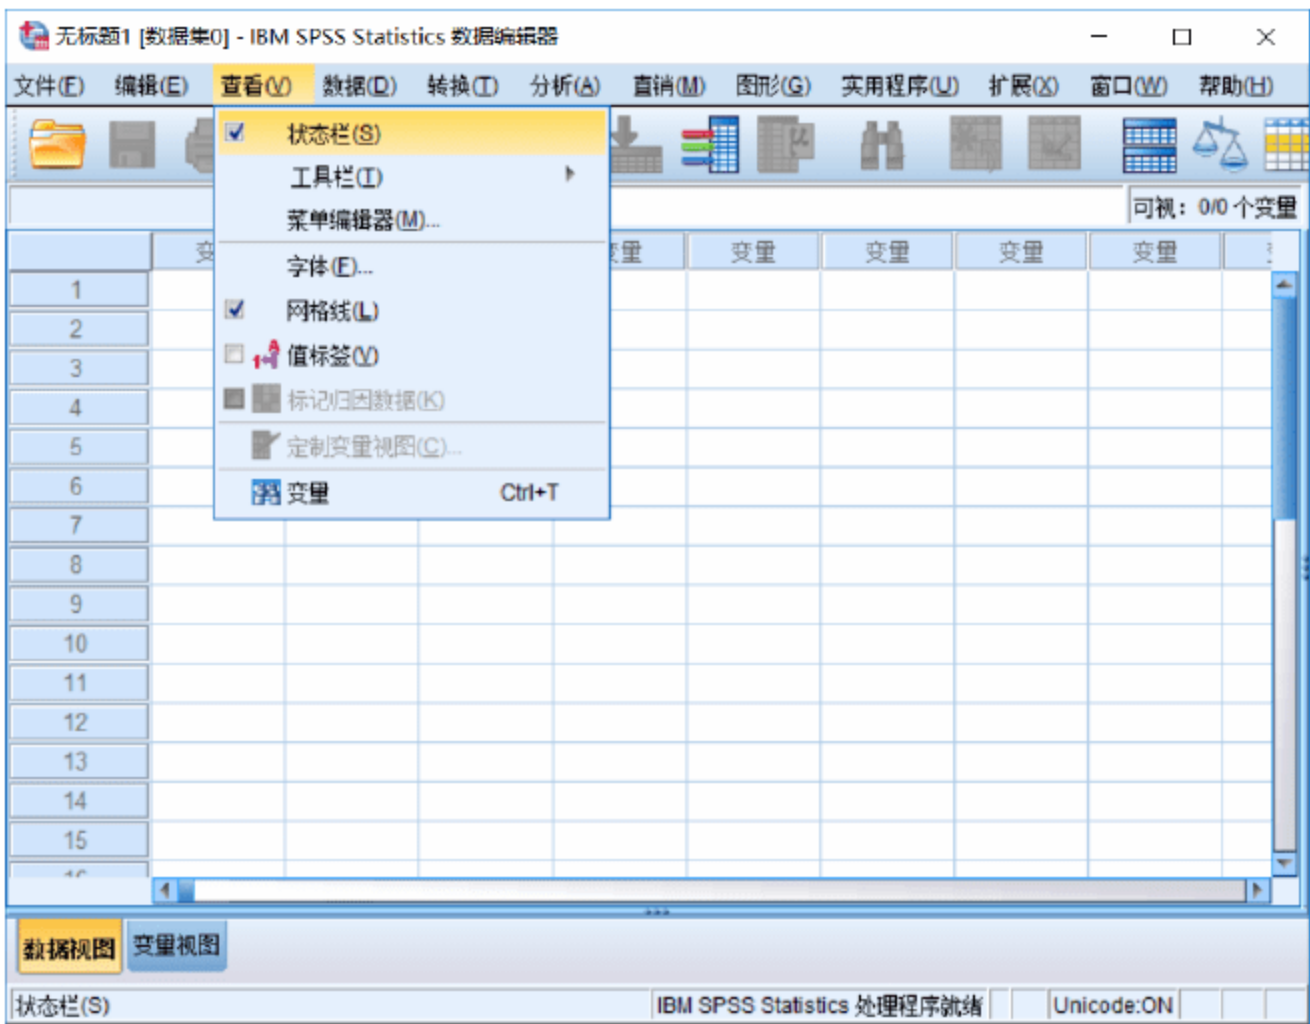 无标题1 [数据集0] - IBM SPSS Statistics 数据编辑器
文件(F) 编辑(E) 查看(V) 数据(D) 转换(T) 分析(A) 直销(M) 图形(G) 实用程序(U) 扩展(X) 窗口(W) 帮助(H)
状态栏(S)
工具栏(T)
菜单编辑器(M)...
字体(F)...
网格线(L)
值标签(V)
标记归因数据(K)
定制变量视图(C)...
变量 Ctrl+T
可视: 0/0 个变量
变量 变量 变量 变量 变量
1
2
3
4
5
6
7
8
9
10
11
12
13
14
15
16
数据视图 变量视图
状态栏(S) IBM SPSS Statistics 处理程序就绪 Unicode:ON